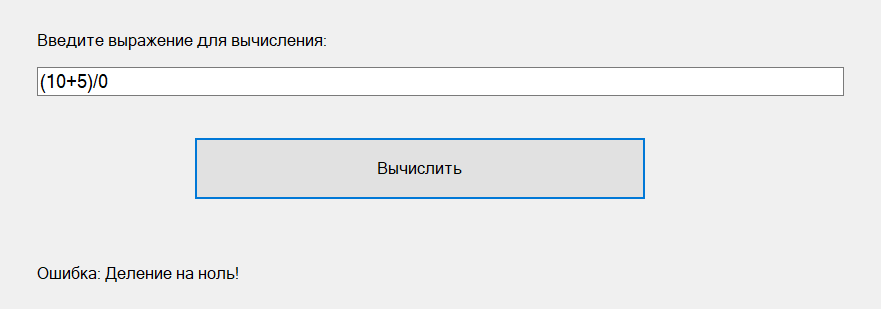 Введите выражение для вычисления:
(10+5)/0
Вычислить
Ошибка: Деление на ноль!